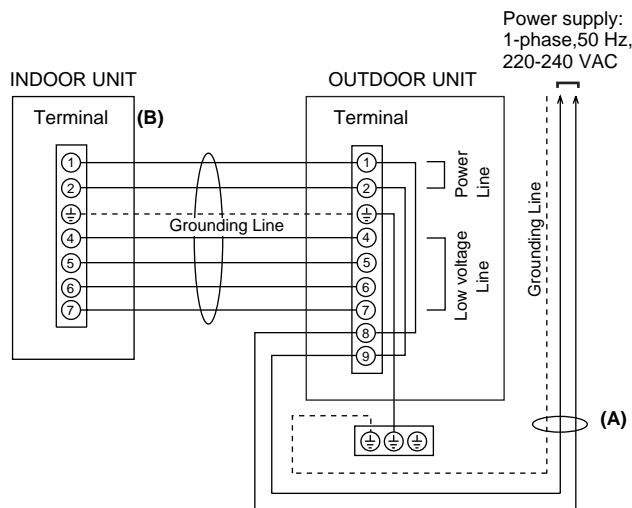 Power supply:
1-phase,50 Hz,
220-240 VAC
INDOOR UNIT
OUTDOOR UNIT
Terminal
(B)
Terminal
1
2
4
5
6
7
Grounding Line
1
2
4
5
6
7
8
9
Power
Line
Low voltage
Line
Grounding Line
(A)